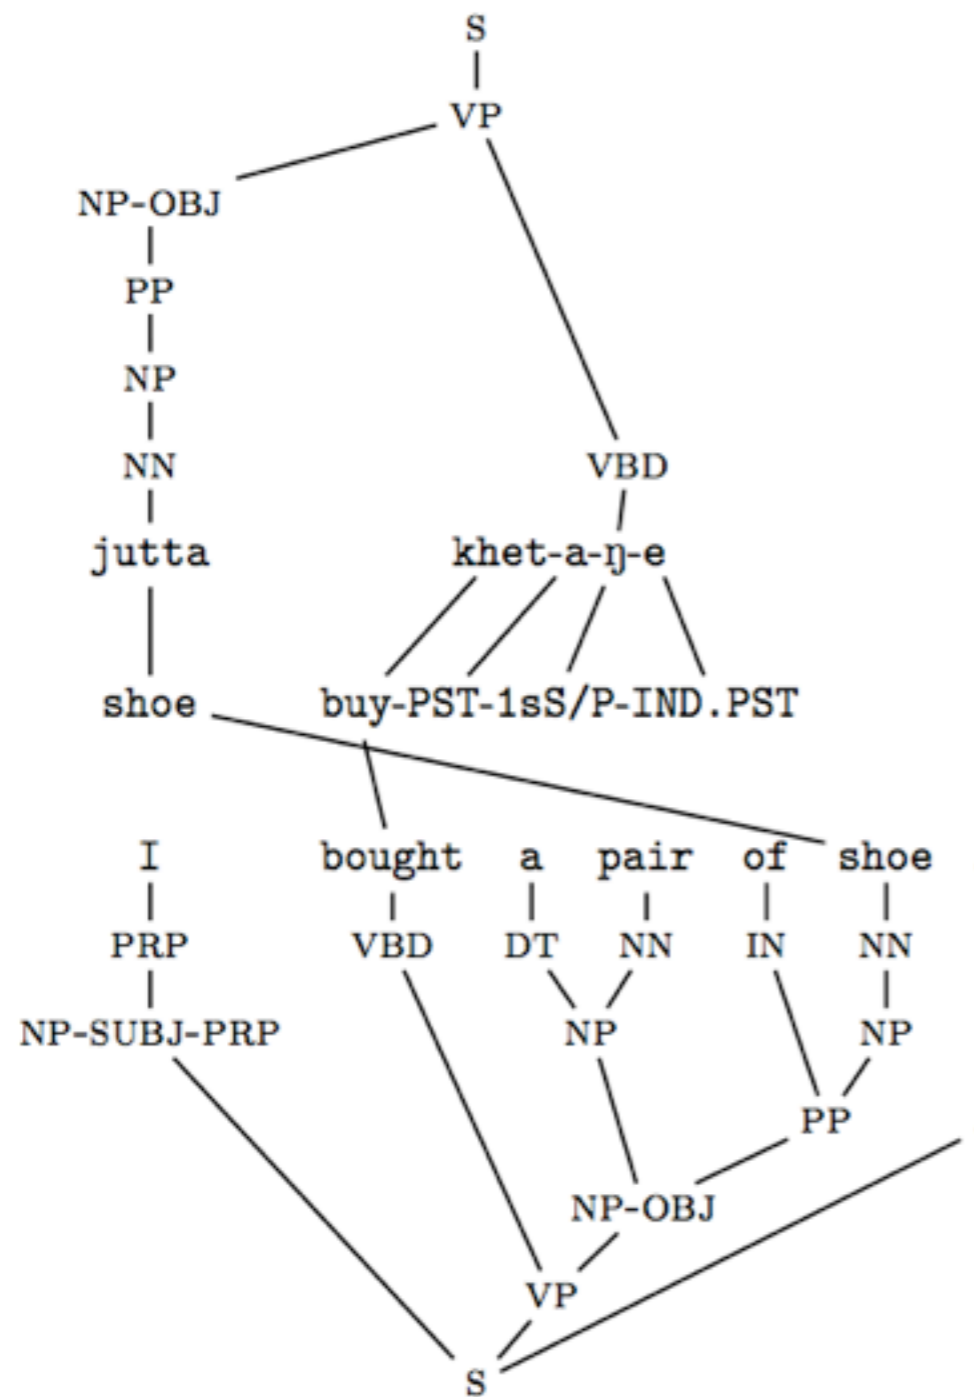 S
VP
NP-OBJ
PP
NP
NN VBD
jutta khet-a-ŋ-e
shoe buy-PST-1sS/P-IND.PST
I bought a pair of shoe
PRP VBD DT NN IN NN
NP-SUBJ-PRP NP NP
PP
NP-OBJ
VP
S